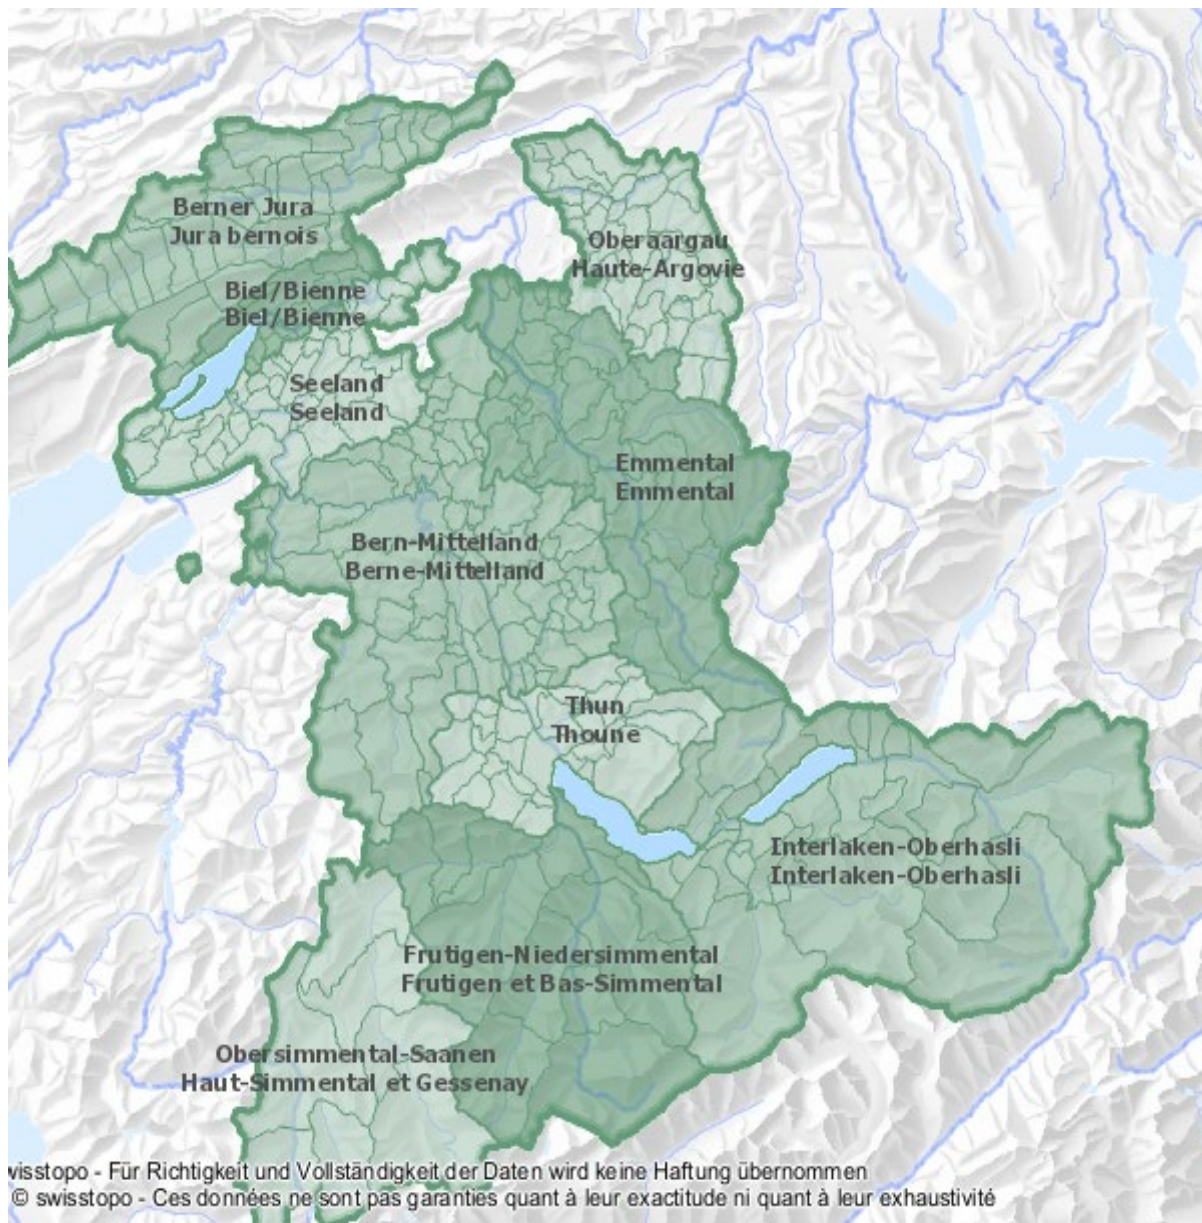 Berner Jura
Jura bernois
Oberaargau
Haute-Argovie
Biel/Bienne
Biel/Bienne
Seeland
Seeland
Emmental
Emmental
Bern-Mittelland
Berne-Mittelland
Thun
Thoune
Interlaken-Oberhasli
Interlaken-Oberhasli
Frutigen-Niedersimmental
Frutigen et Bas-Simmental
Obersimmental-Saanen
Haut-Simmental et Gessenay
wisstopo - Für Richtigkeit und Vollständigkeit der Daten wird keine Haftung übernommen
© swisstopo - Ces données ne sont pas garanties quant à leur exactitude ni quant à leur exhaustivité